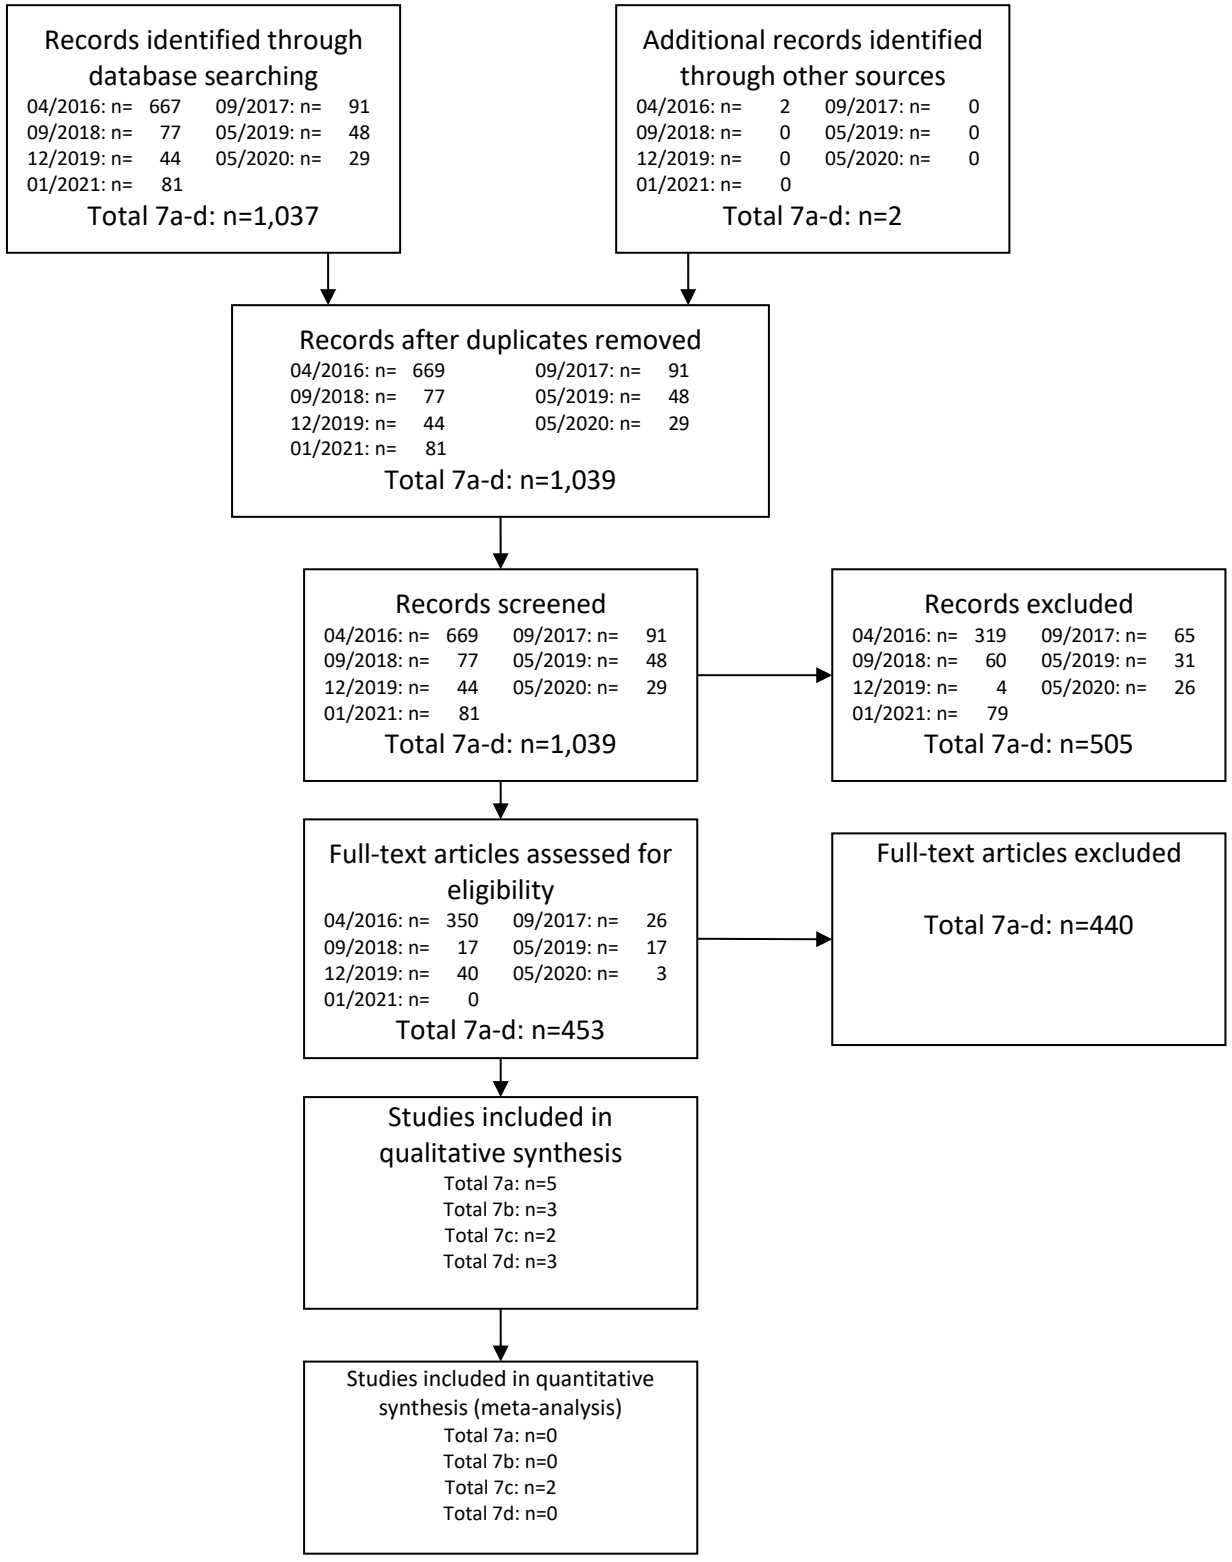 Records identified through
database searching
04/2016: n= 667 09/2017: n= 91
09/2018: n= 77 05/2019: n= 48
12/2019: n= 44 05/2020: n= 29
01/2021: n= 81
Total 7a-d: n=1,037
Additional records identified
through other sources
04/2016: n= 2 09/2017: n= 0
09/2018: n= 0 05/2019: n= 0
12/2019: n= 0 05/2020: n= 0
01/2021: n= 0
Total 7a-d: n=2
Records after duplicates removed
04/2016: n= 669 09/2017: n= 91
09/2018: n= 77 05/2019: n= 48
12/2019: n= 44 05/2020: n= 29
01/2021: n= 81
Total 7a-d: n=1,039
Records screened
04/2016: n= 669 09/2017: n= 91
09/2018: n= 77 05/2019: n= 48
12/2019: n= 44 05/2020: n= 29
01/2021: n= 81
Total 7a-d: n=1,039
Records excluded
04/2016: n= 319 09/2017: n= 65
09/2018: n= 60 05/2019: n= 31
12/2019: n= 4 05/2020: n= 26
01/2021: n= 79
Total 7a-d: n=505
Full-text articles assessed for
eligibility
04/2016: n= 350 09/2017: n= 26
09/2018: n= 17 05/2019: n= 17
12/2019: n= 40 05/2020: n= 3
01/2021: n= 0
Total 7a-d: n=453
Full-text articles excluded
Total 7a-d: n=440
Studies included in
qualitative synthesis
Total 7a: n=5
Total 7b: n=3
Total 7c: n=2
Total 7d: n=3
Studies included in quantitative
synthesis (meta-analysis)
Total 7a: n=0
Total 7b: n=0
Total 7c: n=2
Total 7d: n=0